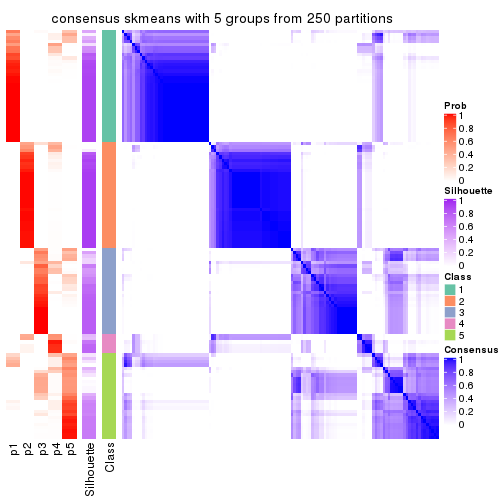 consensus skmeans with 5 groups from 250 partitions
Prob
1
0.8
0.6
0.4
0.2
0
Silhouette
1
0.8
0.6
0.4
0.2
0
Class
1
2
3
4
5
Consensus
1
0.8
0.6
0.4
0.2
0
p1
p2
p3
p4
p5
Silhouette
Class